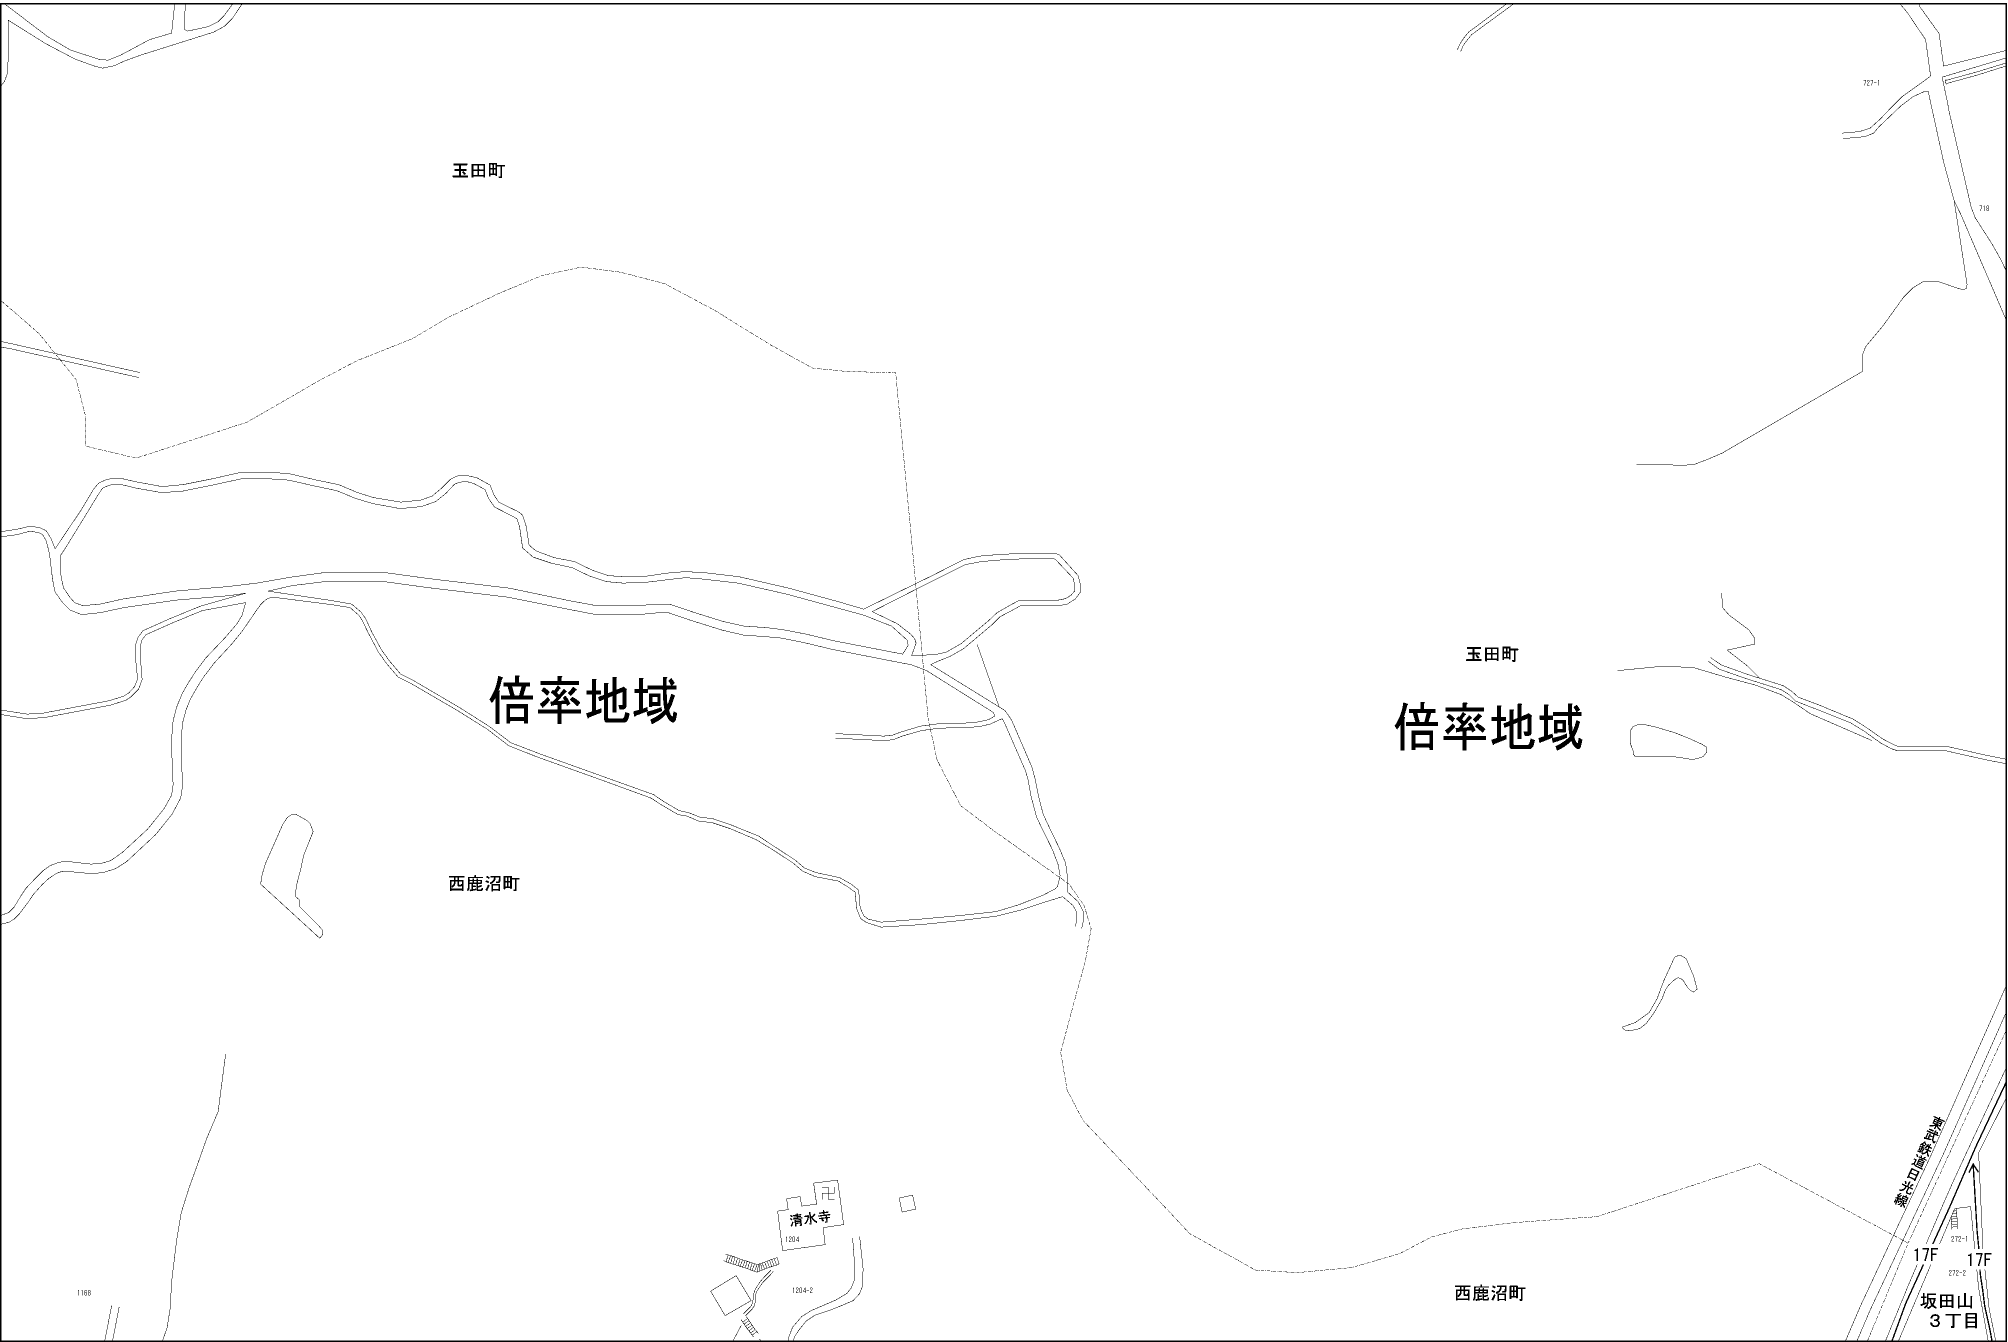 727-1
玉田町
719
玉田町
倍率地域
倍率地域
西鹿沼町
東武鉄道日光線
卍
清水寺
1204
272-1
17F
17F
272-2
1204-2
1168
西鹿沼町
坂田山
3丁目